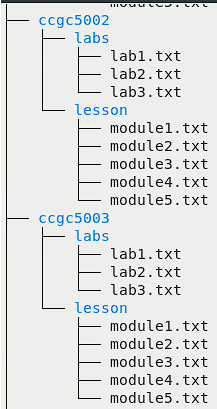 ccgc5002
labs
lab1.txt
lab2.txt
lab3.txt
lesson
module1.txt
module2.txt
module3.txt
module4.txt
module5.txt
ccgc5003
labs
lab1.txt
lab2.txt
lab3.txt
lesson
module1.txt
module2.txt
module3.txt
module4.txt
module5.txt